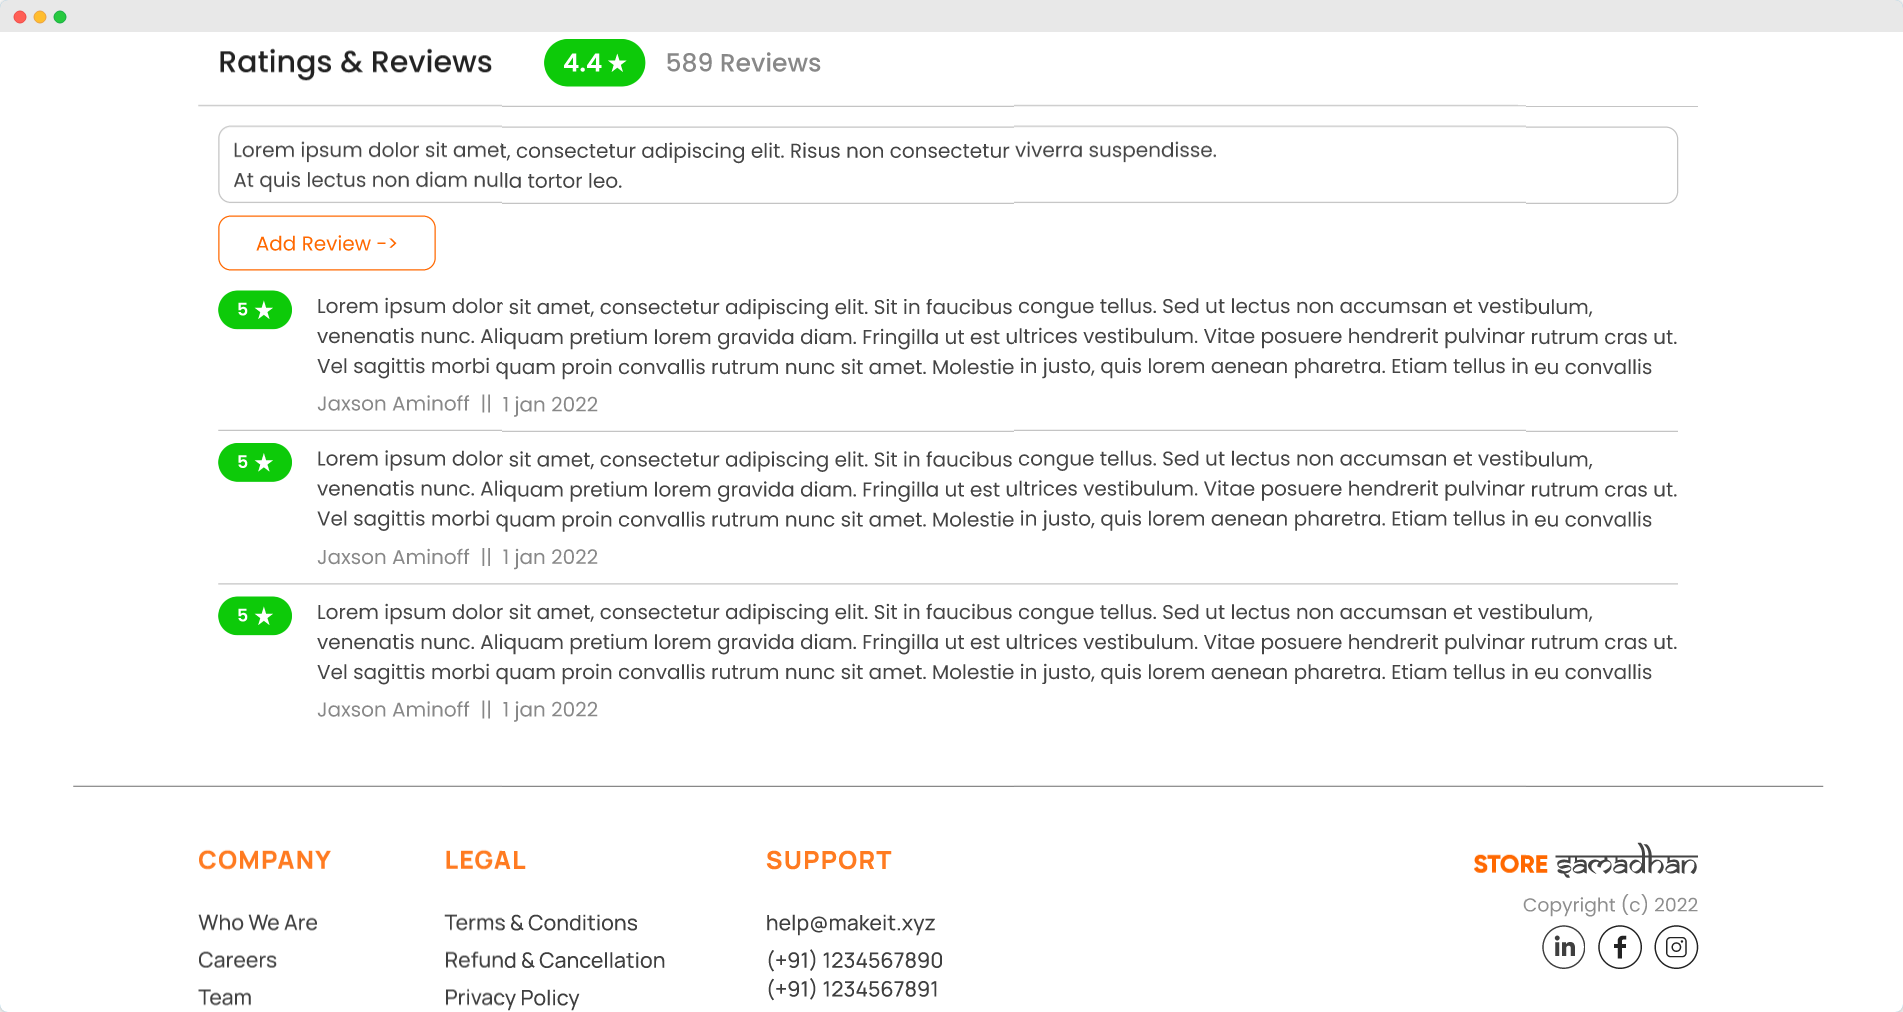 Ratings & Reviews 4.4 ★ 589 Reviews
Lorem ipsum dolor sit amet, consectetur adipiscing elit. Risus non consectetur viverra suspendisse.
At quis lectus non diam nulla tortor leo.
Add Review ->
5 ★ Lorem ipsum dolor sit amet, consectetur adipiscing elit. Sit in faucibus congue tellus. Sed ut lectus non accumsan et vestibulum,
venenatis nunc. Aliquam pretium lorem gravida diam. Fringilla ut est ultrices vestibulum. Vitae posuere hendrerit pulvinar rutrum cras ut.
Vel sagittis morbi quam proin convallis rutrum nunc sit amet. Molestie in justo, quis lorem aenean pharetra. Etiam tellus in eu convallis
Jaxson Aminoff || 1 jan 2022
5 ★ Lorem ipsum dolor sit amet, consectetur adipiscing elit. Sit in faucibus congue tellus. Sed ut lectus non accumsan et vestibulum,
venenatis nunc. Aliquam pretium lorem gravida diam. Fringilla ut est ultrices vestibulum. Vitae posuere hendrerit pulvinar rutrum cras ut.
Vel sagittis morbi quam proin convallis rutrum nunc sit amet. Molestie in justo, quis lorem aenean pharetra. Etiam tellus in eu convallis
Jaxson Aminoff || 1 jan 2022
5 ★ Lorem ipsum dolor sit amet, consectetur adipiscing elit. Sit in faucibus congue tellus. Sed ut lectus non accumsan et vestibulum,
venenatis nunc. Aliquam pretium lorem gravida diam. Fringilla ut est ultrices vestibulum. Vitae posuere hendrerit pulvinar rutrum cras ut.
Vel sagittis morbi quam proin convallis rutrum nunc sit amet. Molestie in justo, quis lorem aenean pharetra. Etiam tellus in eu convallis
Jaxson Aminoff || 1 jan 2022
COMPANY
Who We Are
Careers
Team
LEGAL
Terms & Conditions
Refund & Cancellation
Privacy Policy
SUPPORT
help@makeit.xyz
(+91) 1234567890
(+91) 1234567891
STORE samadhan
Copyright (c) 2022
in f